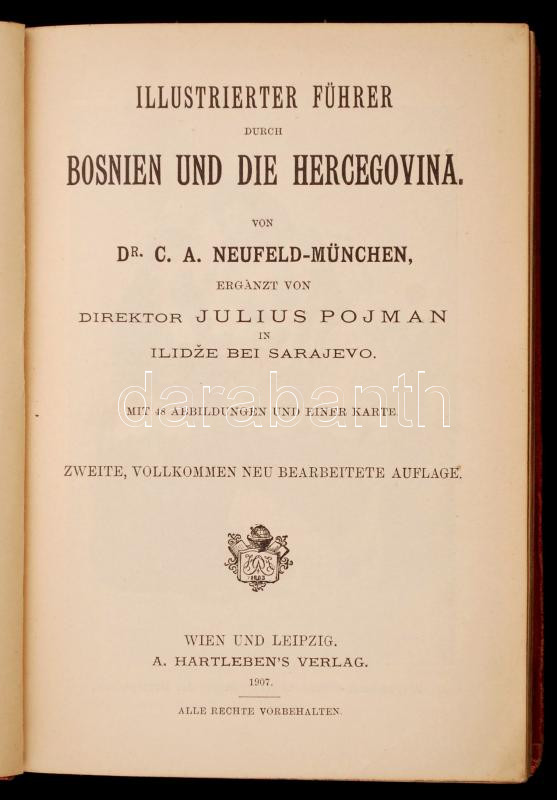 ILLUSTRIERTER FÜHRER
DURCH
BOSNIEN UND DIE HERCEGOVINA.
VON
DR. C. A. NEUFELD-MÜNCHEN,
ERGÄNZT VON
DIREKTOR JULIUS POJMAN
IN
ILIDŽE BEI SARAJEVO.
darabanth
MIT 48 ABBILDUNGEN UND EINER KARTE
ZWEITE, VOLLKOMMEN NEU BEARBEITETE AUFLAGE.
1803
WIEN UND LEIPZIG.
A. HARTLEBEN'S VERLAG.
1907.
ALLE RECHTE VORBEHALTEN.